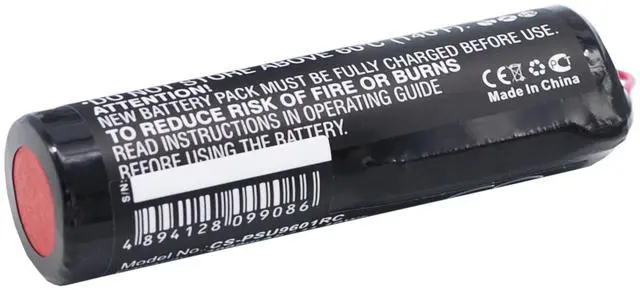 DO NOT STORE ABOVE 60°C (140°F).
ATTENTION!
NEW BATTERY PACK MUST BE FULLY CHARGED BEFORE USE.
TO REDUCE RISK OF FIRE OR BURNS
READ INSTRUCTIONS IN OPERATING GUIDE
BEFORE USING THE BATTERY.
CE
Made In China
S/N:
4 894128 099086
Model No.: CS-PSU9601RC